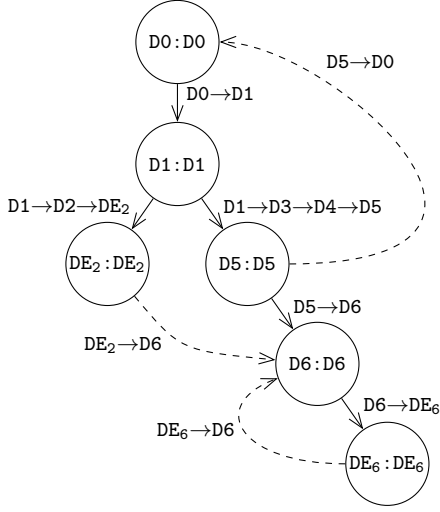 D0:D0
D5→D0
D0→D1
D1:D1
D1→D2→DE₂
D1→D3→D4→D5
DE₂:DE₂
D5:D5
D5→D6
DE₂→D6
D6:D6
D6→DE₆
DE₆→D6
DE₆:DE₆